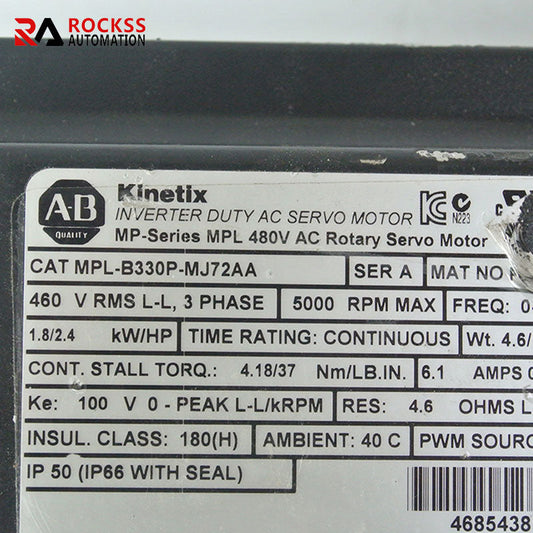 RA ROCKSS
AUTOMATION
AB
QUALITY
Kinetix
INVERTER DUTY AC SERVO MOTOR
N223
MP-Series MPL 480V AC Rotary Servo Motor
CAT MPL-B330P-MJ72AA SER A MAT NO
460 V RMS L-L, 3 PHASE 5000 RPM MAX FREQ:
1.8/2.4 kW/HP TIME RATING: CONTINUOUS Wt. 4.6/
CONT. STALL TORQ.: 4.18/37 Nm/LB.IN. 6.1 AMPS
Ke: 100 V 0 - PEAK L-L/kRPM RES: 4.6 OHMS L
INSUL. CLASS: 180(H) AMBIENT: 40 C PWM SOURC
IP 50 (IP66 WITH SEAL)
4685438